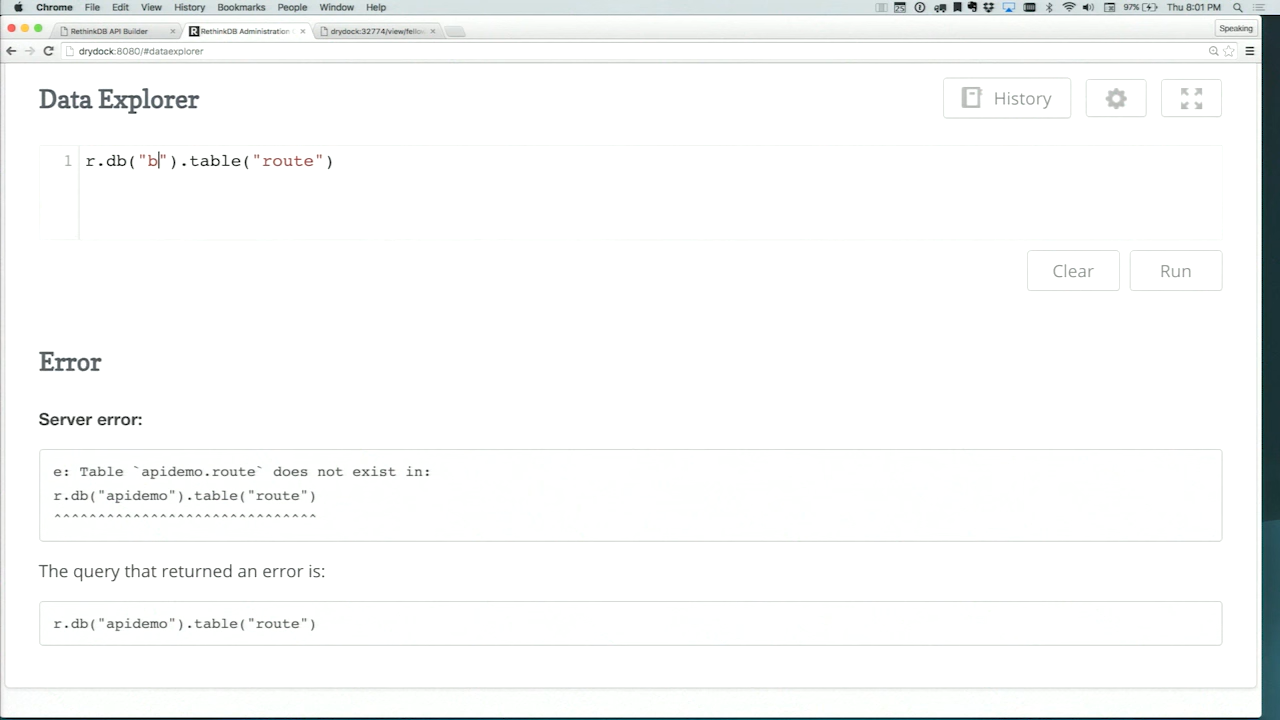 Chrome File Edit View History Bookmarks People Window Help 97% Thu 8:01 PM
RethinkDB API Builder RethinkDB Administration drydock:32774/view/fellow Speaking
drydock:8080/#dataexplorer
Data Explorer
History
1 r.db("b").table("route")
Clear Run
Error
Server error:
e: Table `apidemo.route` does not exist in:
r.db("apidemo").table("route")
^^^^^^^^^^^^^^^^^^^^^^^^^^^^^^
The query that returned an error is:
r.db("apidemo").table("route")